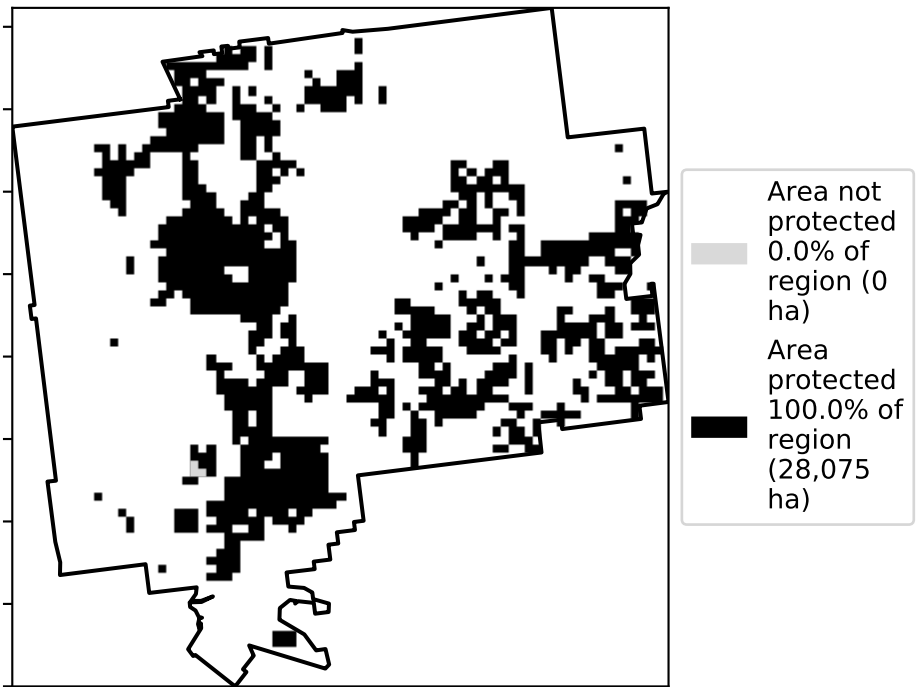 Area not
protected
0.0% of
region (0
ha)
Area
protected
100.0% of
region
(28,075
ha)